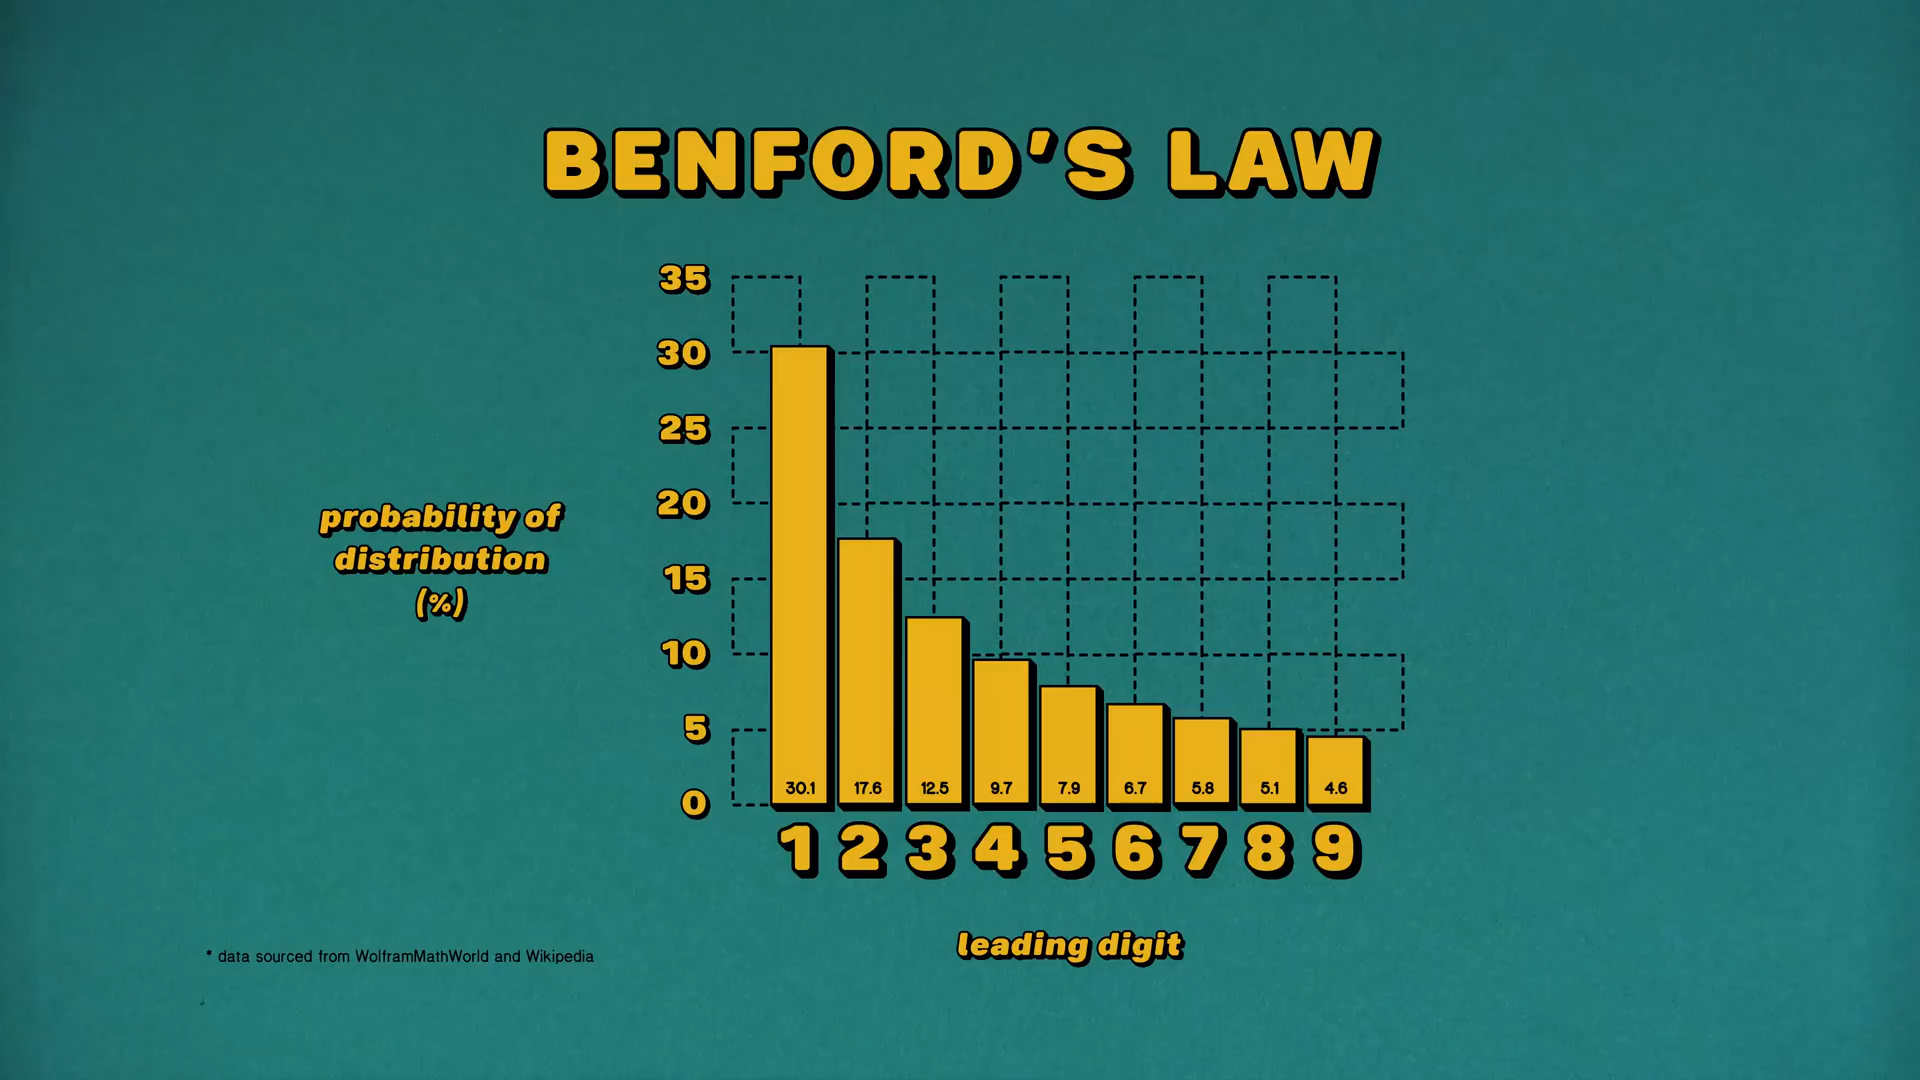 BENFORD'S LAW
35
30
25
20
15
10
5
0
probability of
distribution
(%)
30.1 17.6 12.5 9.7 7.9 6.7 5.8 5.1 4.6
1 2 3 4 5 6 7 8 9
leading digit
* data sourced from WolframMathWorld and Wikipedia